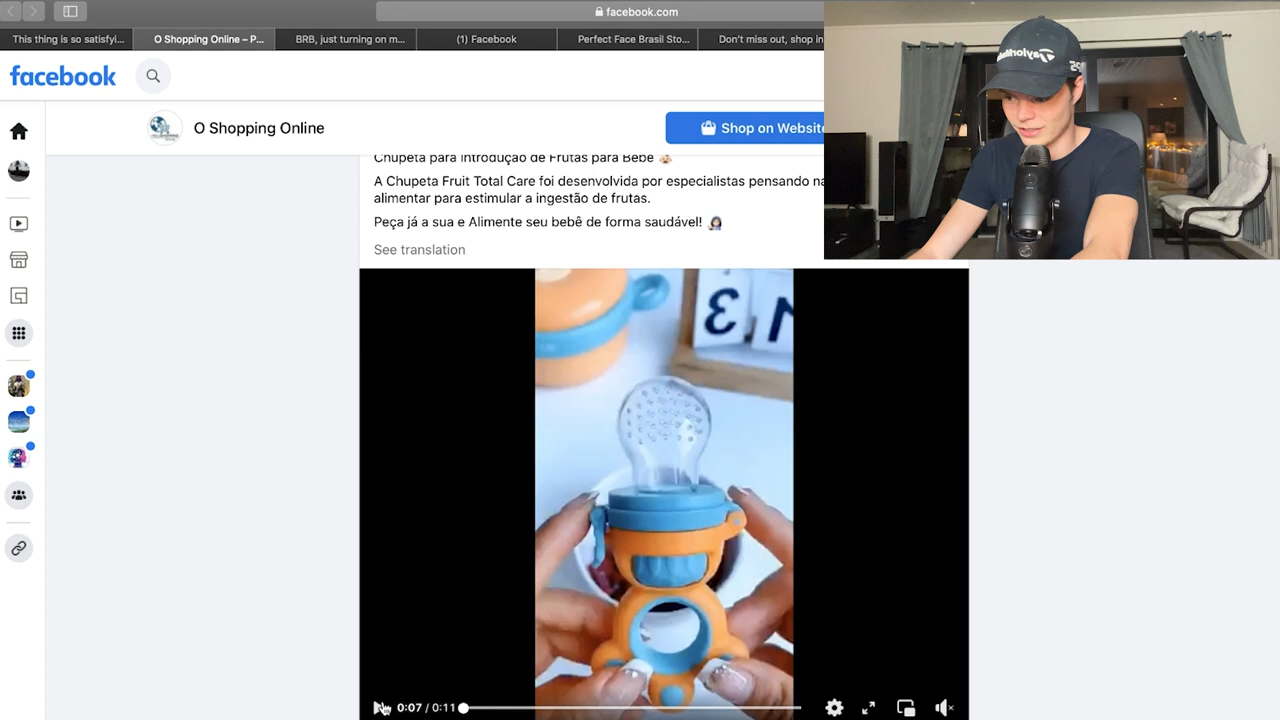 facebook.com
This thing is so satisfyi...
O Shopping Online – P...
BRB, just turning on m...
(1) Facebook
Perfect Face Brasil Sto...
Don't miss out, shop in
facebook
O Shopping Online
Shop on Website
Chupeta para Introdução de Frutas para Bebê
A Chupeta Fruit Total Care foi desenvolvida por especialistas pensando na
alimentar para estimular a ingestão de frutas.
Peça já a sua e Alimente seu bebê de forma saudável!
See translation
3 1
0:07 / 0:11